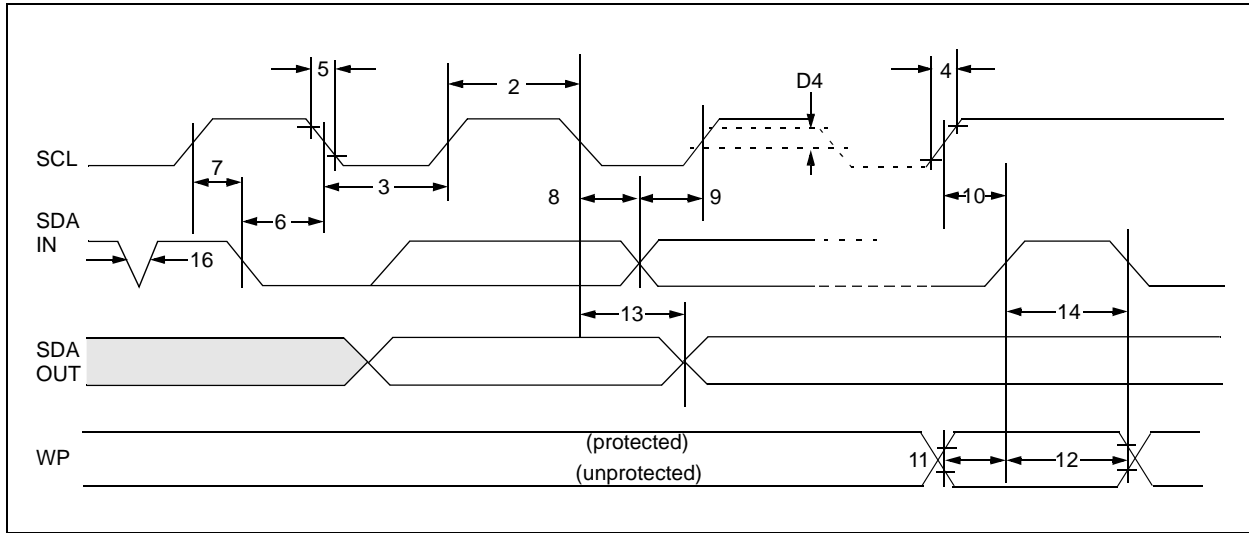 5
2
D4
4
SCL
7
3
8
9
10
6
SDA
IN
16
13
14
SDA
OUT
(protected)
WP
11
12
(unprotected)